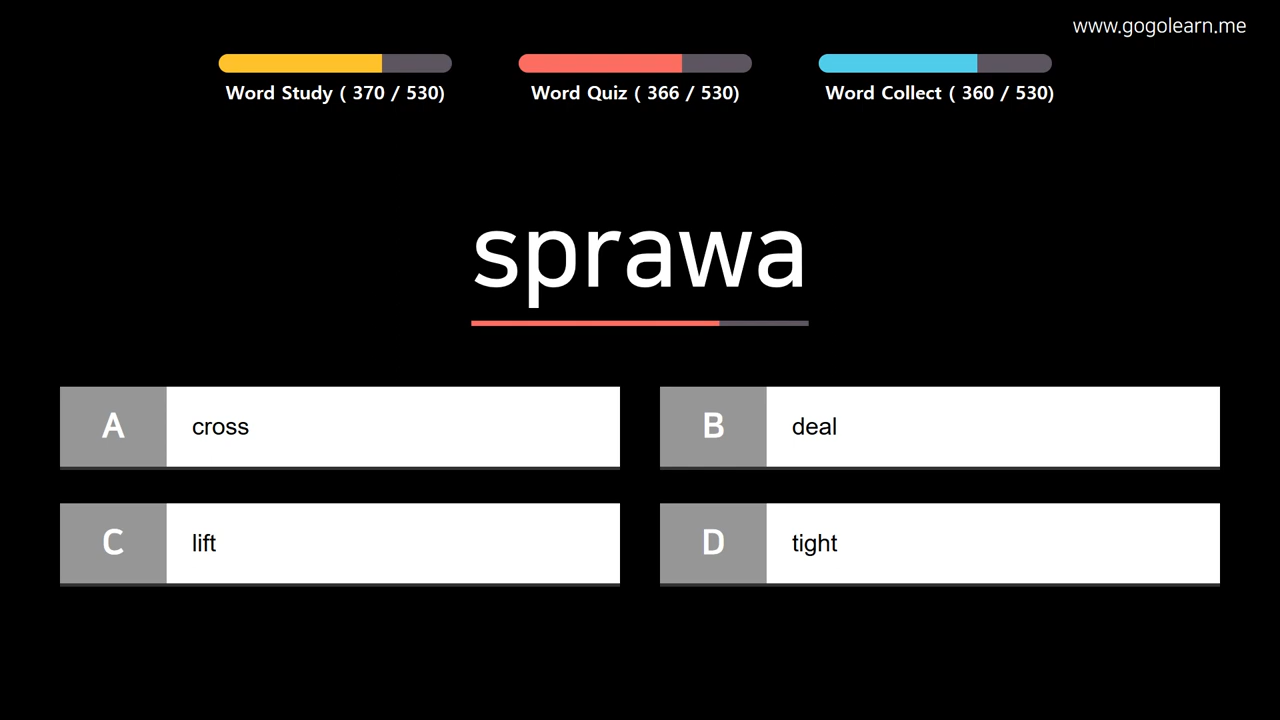 www.gogolearn.me
Word Study ( 370 / 530)
Word Quiz ( 366 / 530)
Word Collect ( 360 / 530)
sprawa
A cross
B deal
C lift
D tight